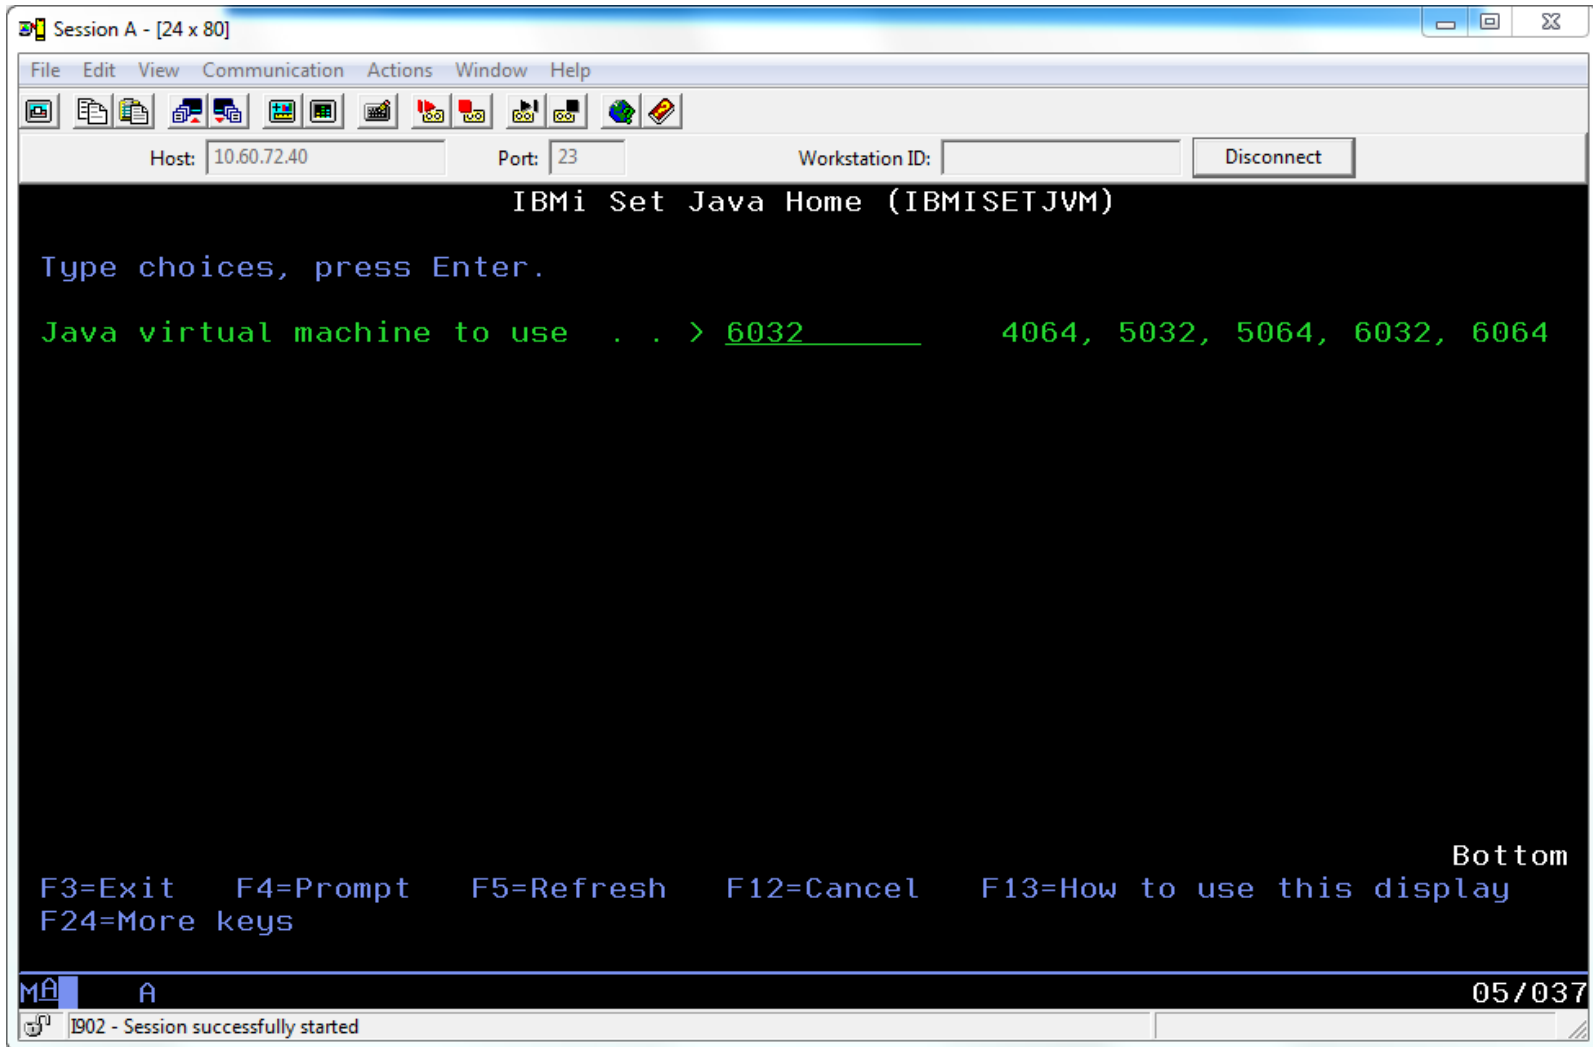 Session A - [24 x 80]
File Edit View Communication Actions Window Help
Host: 10.60.72.40 Port: 23 Workstation ID: Disconnect
IBMi Set Java Home (IBMISETJVM)
Type choices, press Enter.
Java virtual machine to use . . > 6032 4064, 5032, 5064, 6032, 6064
Bottom
F3=Exit F4=Prompt F5=Refresh F12=Cancel F13=How to use this display
F24=More keys
MA A 05/037
I902 - Session successfully started